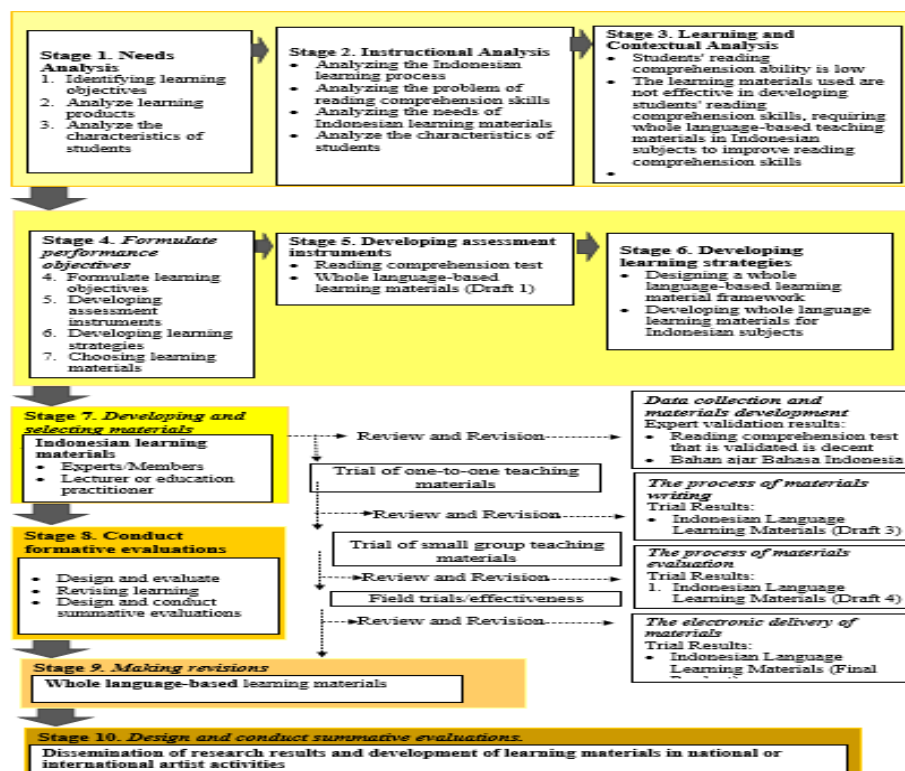 Stage 1. Needs
Analysis
1. Identifying learning
objectives
2. Analyze learning
products
3. Analyze the
characteristics of
students
Stage 2. Instructional Analysis
• Analyzing the Indonesian
learning process
• Analyzing the problem of
reading comprehension skills
• Analyzing the needs of
Indonesian learning materials
• Analyze the characteristics of
students
Stage 3. Learning and
Contextual Analysis
• Students' reading
comprehension ability is low
• The learning materials used are
not effective in developing
students' reading
comprehension skills, requiring
whole language-based teaching
materials in Indonesian
subjects to improve reading
comprehension skills
•
Stage 4. Formulate
performance
objectives
4. Formulate learning
objectives
5. Developing
assessment
instruments
6. Developing learning
strategies
7. Choosing learning
materials
Stage 5. Developing assessment
instruments
• Reading comprehension test
• Whole language-based
learning materials (Draft 1)
Stage 6. Developing
learning strategies
• Designing a whole
language-based learning
material framework
• Developing whole language
learning materials for
Indonesian subjects
Stage 7. Developing and
selecting materials
Indonesian learning
materials
• Experts/Members
• Lecturer or education
practitioner
Review and Revision
Trial of one-to-one teaching
materials
Review and Revision
Trial of small group teaching
materials
Review and Revision
Field trials/effectiveness
Review and Revision
Data collection and
materials development
Expert validation results:
• Reading comprehension test
that is validated is decent
• Bahan ajar Bahasa Indonesia
The process of materials
writing
Trial Results:
• Indonesian Language
Learning Materials (Draft 3)
The process of materials
evaluation
Trial Results:
1. Indonesian Language
Learning Materials (Draft 4)
The electronic delivery of
materials
Trial Results:
• Indonesian Language
Learning Materials (Final
Stage 8. Conduct
formative evaluations
• Design and evaluate
• Revising learning
• Design and conduct
summative evaluations
Stage 9. Making revisions
Whole language-based learning materials
Stage 10. Design and conduct summative evaluations.
Dissemination of research results and development of learning materials in national or
international artist activities